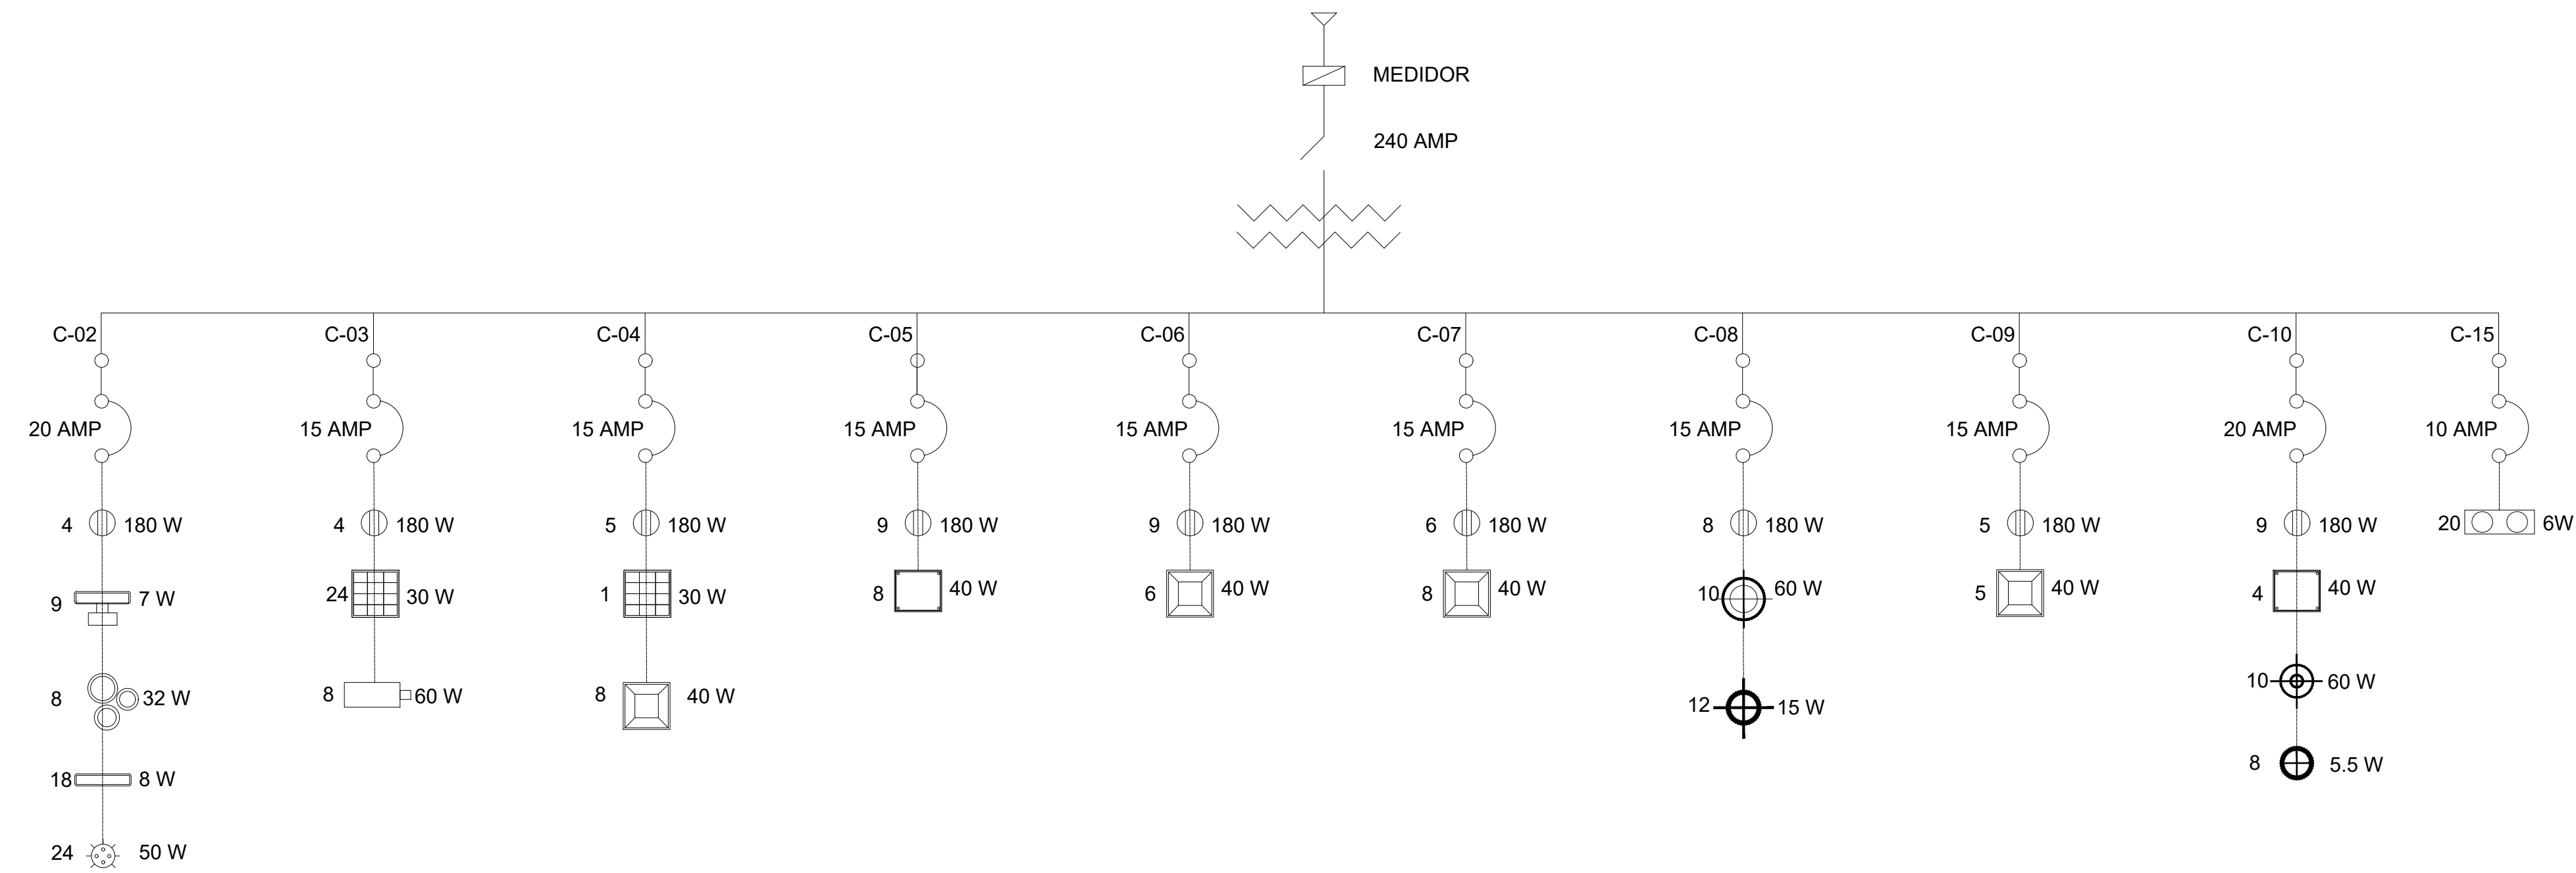 MEDIDOR
240 AMP
C-02 C-03 C-04 C-05 C-06 C-07 C-08 C-09 C-10 C-15
20 AMP 15 AMP 15 AMP 15 AMP 15 AMP 15 AMP 15 AMP 15 AMP 20 AMP 10 AMP
4 180 W 4 180 W 5 180 W 9 180 W 9 180 W 6 180 W 8 180 W 5 180 W 9 180 W 20 6W
9 7 W 24 30 W 1 30 W 8 40 W 6 40 W 8 40 W 10 60 W 5 40 W 4 40 W
8 32 W 8 60 W 8 40 W 12 15 W 10 60 W
18 8 W 8 5.5 W
24 50 W